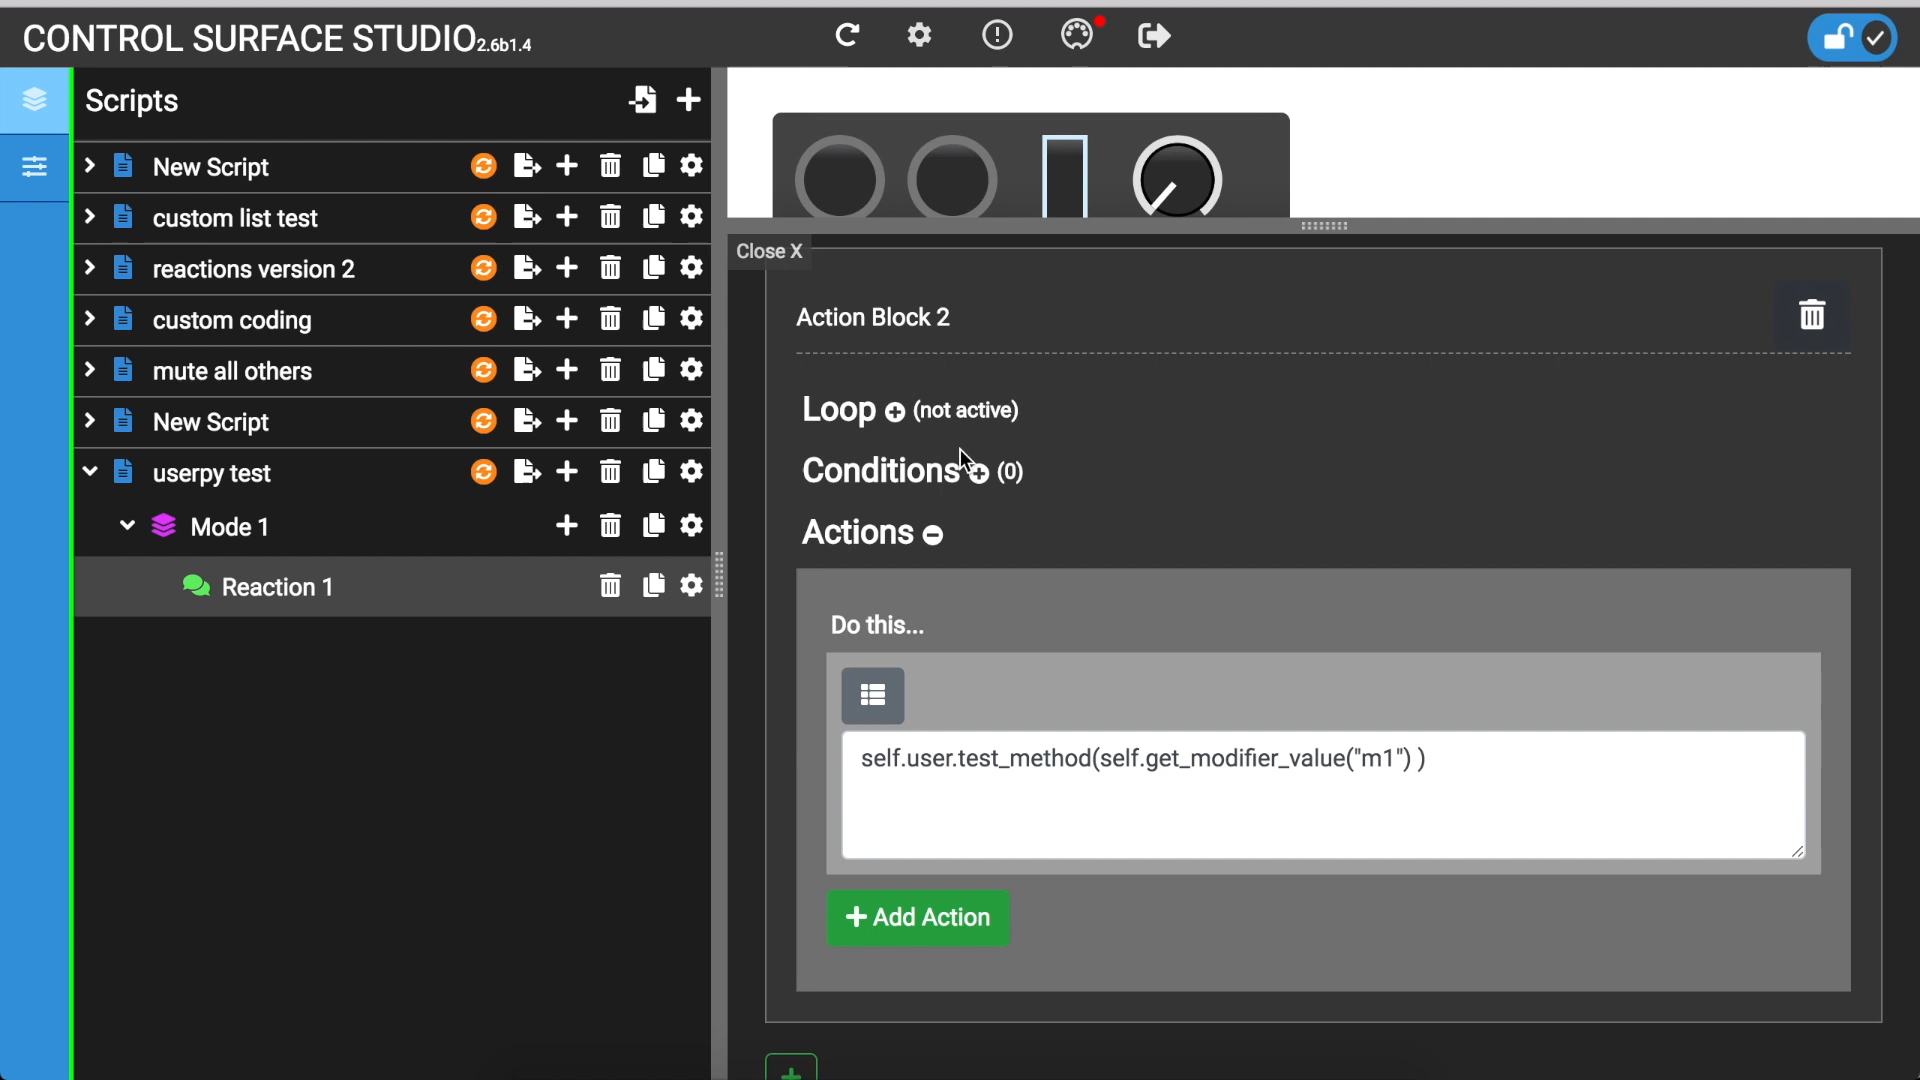 CONTROL SURFACE STUDIO2.6b1.4
Scripts
New Script
custom list test
reactions version 2
custom coding
mute all others
New Script
userpy test
Mode 1
Reaction 1
Close X
Action Block 2
Loop (not active)
Conditions (0)
Actions
Do this...
self.user.test_method(self.get_modifier_value("m1") )
Add Action